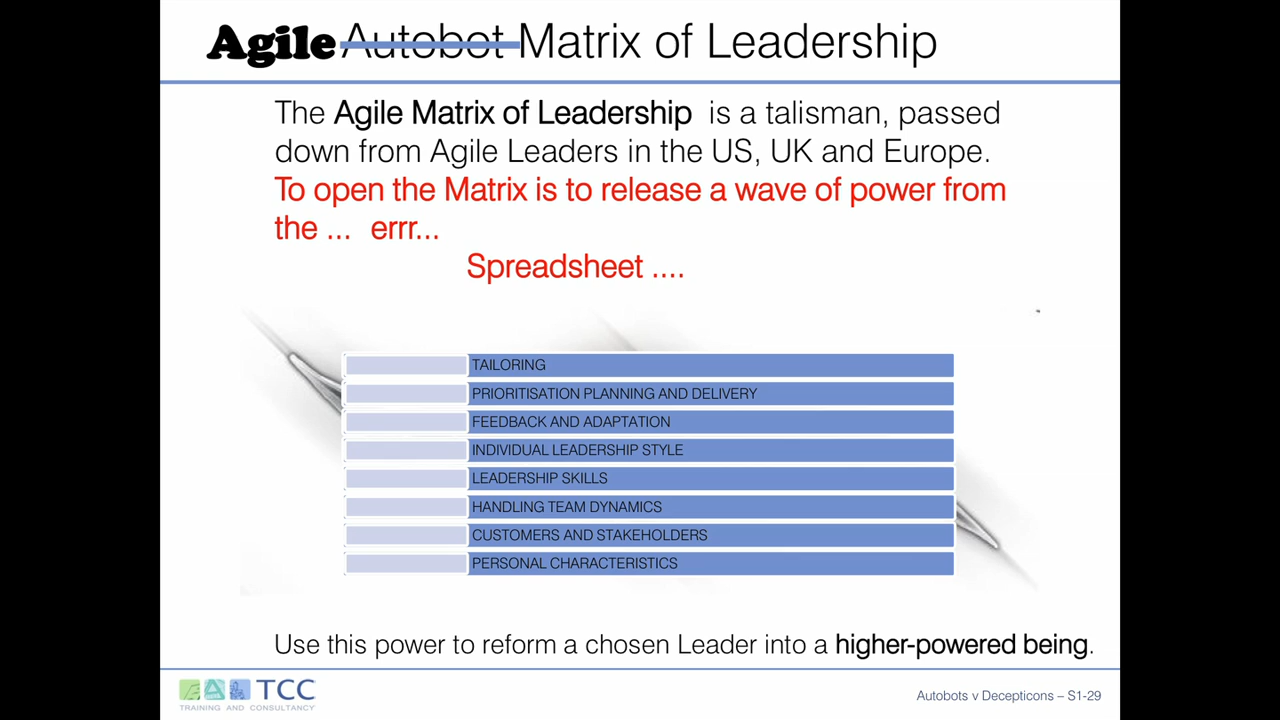 Agile Autobot Matrix of Leadership
The Agile Matrix of Leadership is a talisman, passed
down from Agile Leaders in the US, UK and Europe.
To open the Matrix is to release a wave of power from
the ... errr...
Spreadsheet ....
TAILORING
PRIORITISATION PLANNING AND DELIVERY
FEEDBACK AND ADAPTATION
INDIVIDUAL LEADERSHIP STYLE
LEADERSHIP SKILLS
HANDLING TEAM DYNAMICS
CUSTOMERS AND STAKEHOLDERS
PERSONAL CHARACTERISTICS
Use this power to reform a chosen Leader into a higher-powered being.
TCC
TRAINING AND CONSULTANCY
Autobots v Decepticons – S1-29